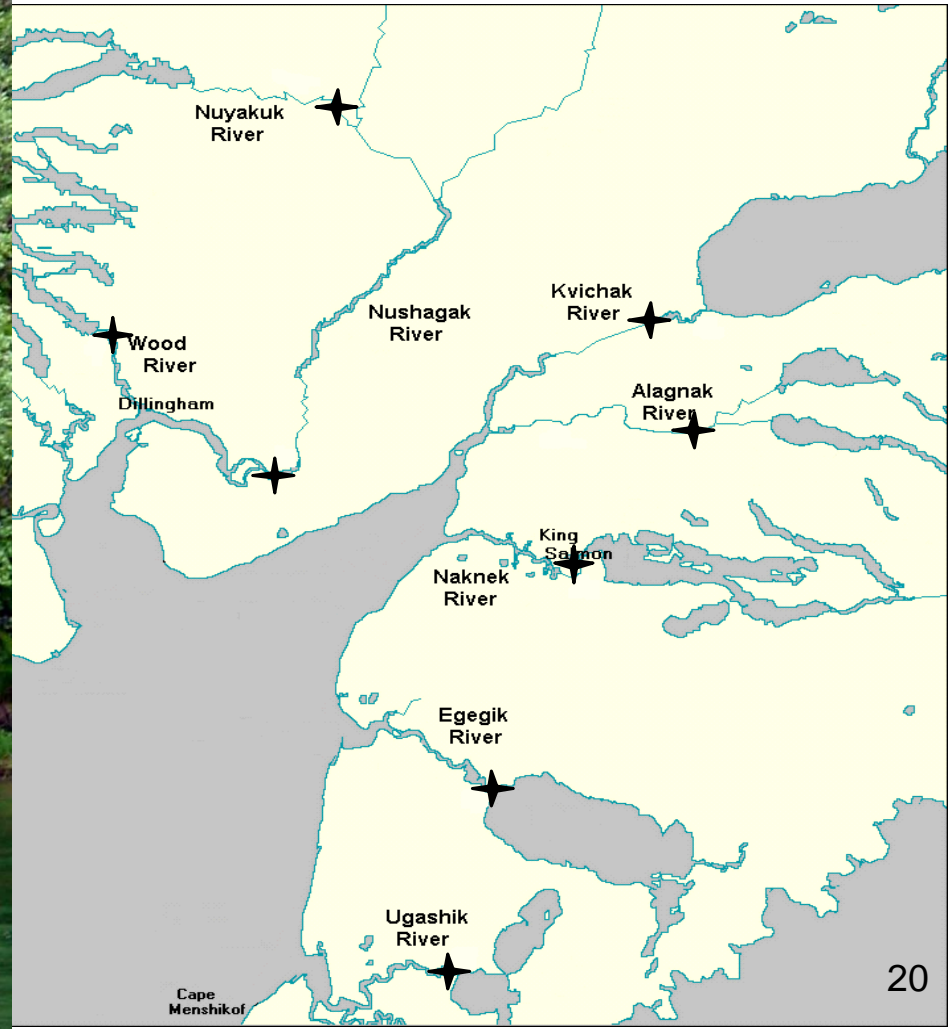 Nuyakuk
River
Nushagak
River
Kvichak
River
Wood
River
Alagnak
River
Dillingham
King
Salmon
Naknek
River
Egegik
River
Ugashik
River
Cape
Menshikof
20